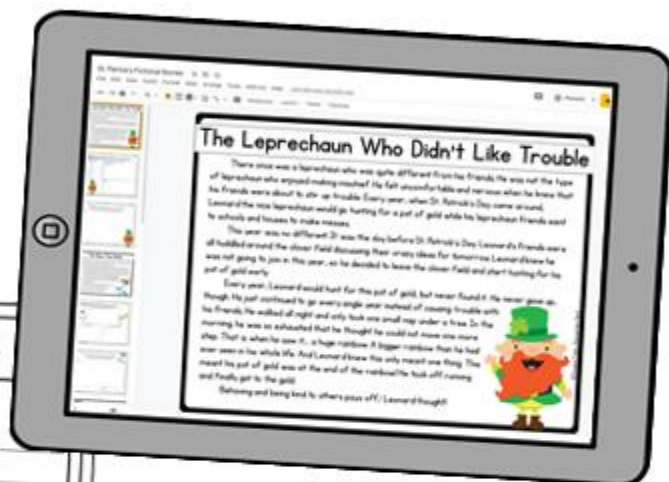 St. Patrick's Fictional Stories
The Leprechaun Who Didn't Like Trouble
There once was a leprechaun who was quite different from his friends. He was not the type
of leprechaun who enjoyed making mischief. He felt uncomfortable and nervous when he knew that
his friends were about to stir up trouble. Every year, when St. Patrick's Day came around,
Leonard the nice leprechaun would go hunting for a pot of gold while his leprechaun friends went
to schools and houses to make messes.
This year was no different. It was the day before St. Patrick's Day. Leonard's friends were
all huddled around the clover field discussing their crazy ideas for tomorrow. Leonard knew he
was not going to join in this year, so he decided to leave the clover field and start hunting for his
pot of gold early.
Every year, Leonard would hunt for this pot of gold, but never found it. He never gave up
though. He just continued to go every single year instead of causing trouble with
his friends. He walked all night and only took one small nap under a tree. In the
morning, he was so exhausted that he thought he could not move one more
step. That is when he saw it... a huge rainbow. A bigger rainbow than he had
ever seen in his whole life. And Leonard knew this only meant one thing. This
meant his pot of gold was at the end of the rainbow! He took off running
and finally got to the gold!
Behaving and being kind to others pays off, Leonard thought!